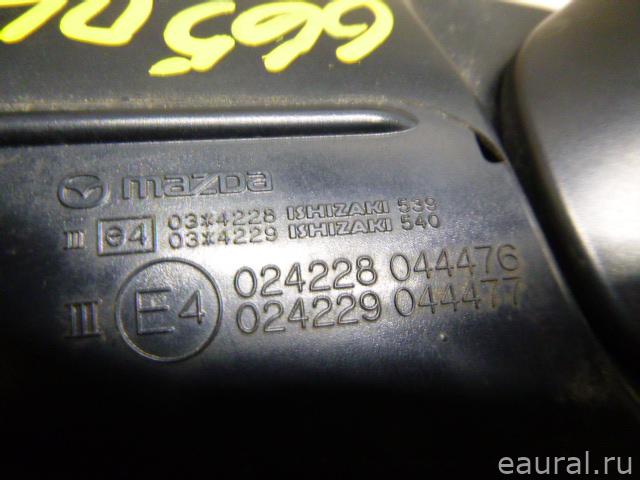 665
mazda
III e4 03*4228 ISHIZAKI 539
03*4229 ISHIZAKI 540
III E4 024228 044476
024229 044477
eaural.ru